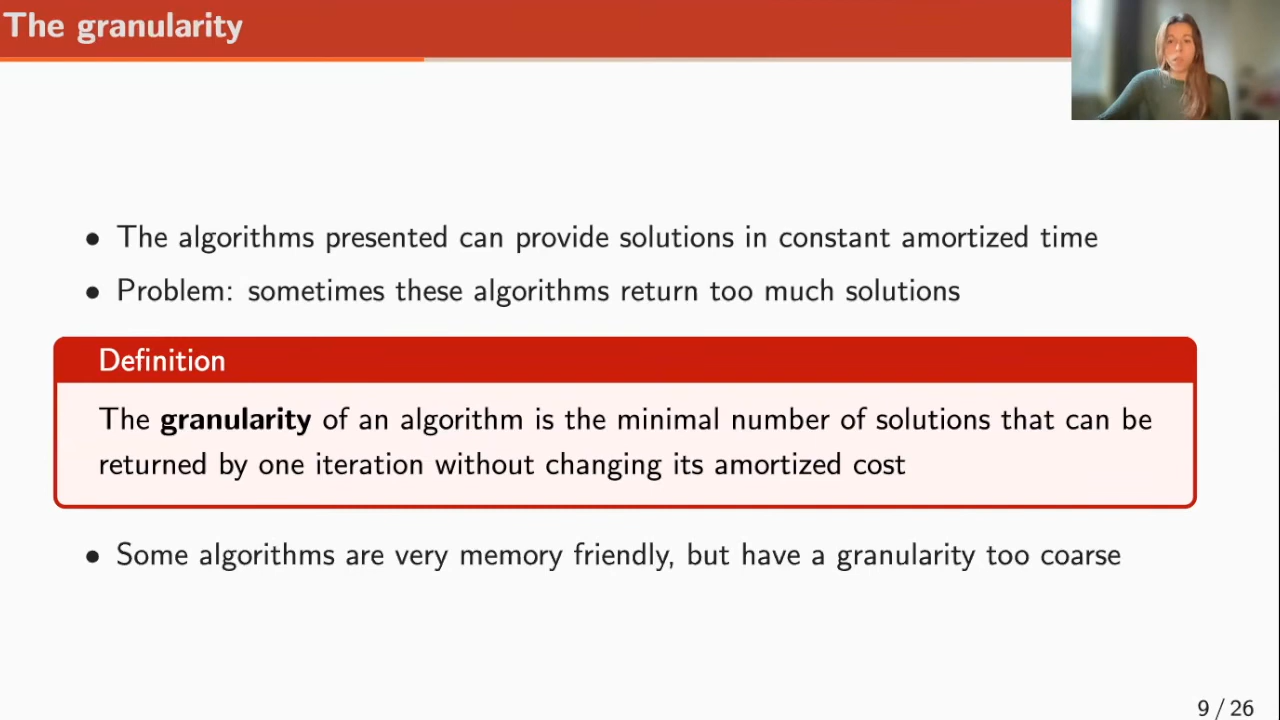 The granularity
• The algorithms presented can provide solutions in constant amortized time
• Problem: sometimes these algorithms return too much solutions
Definition
The granularity of an algorithm is the minimal number of solutions that can be
returned by one iteration without changing its amortized cost
• Some algorithms are very memory friendly, but have a granularity too coarse
9 / 26